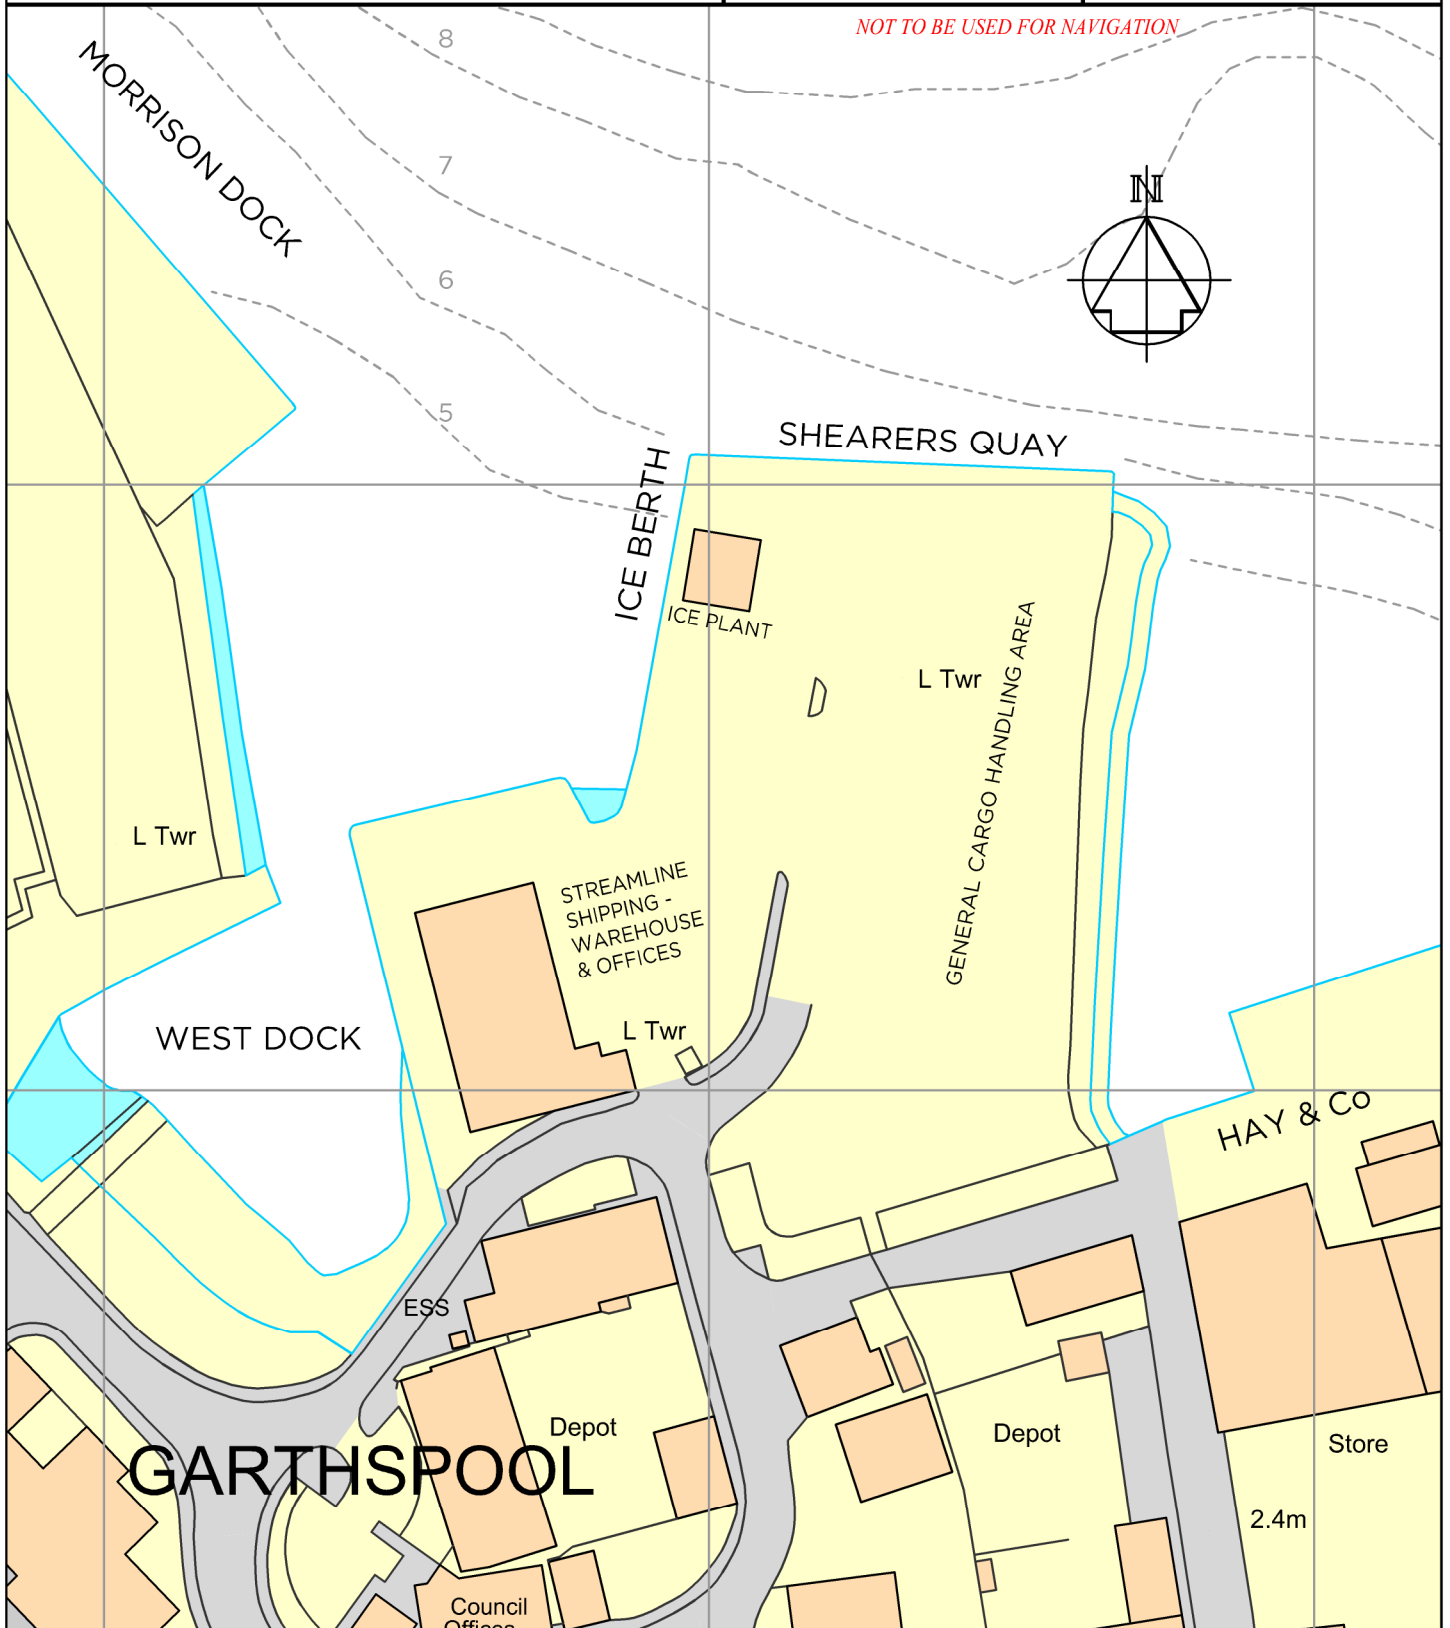 NOT TO BE USED FOR NAVIGATION
8
MORRISON DOCK
7
N
6
5
SHEARERS QUAY
ICE BERTH
ICE PLANT
L Twr
GENERAL CARGO HANDLING AREA
L Twr
STREAMLINE
SHIPPING -
WAREHOUSE
& OFFICES
L Twr
WEST DOCK
HAY & Co
ESS
Depot
Depot
Store
GARTHSPOOL
2.4m
Council
Offices